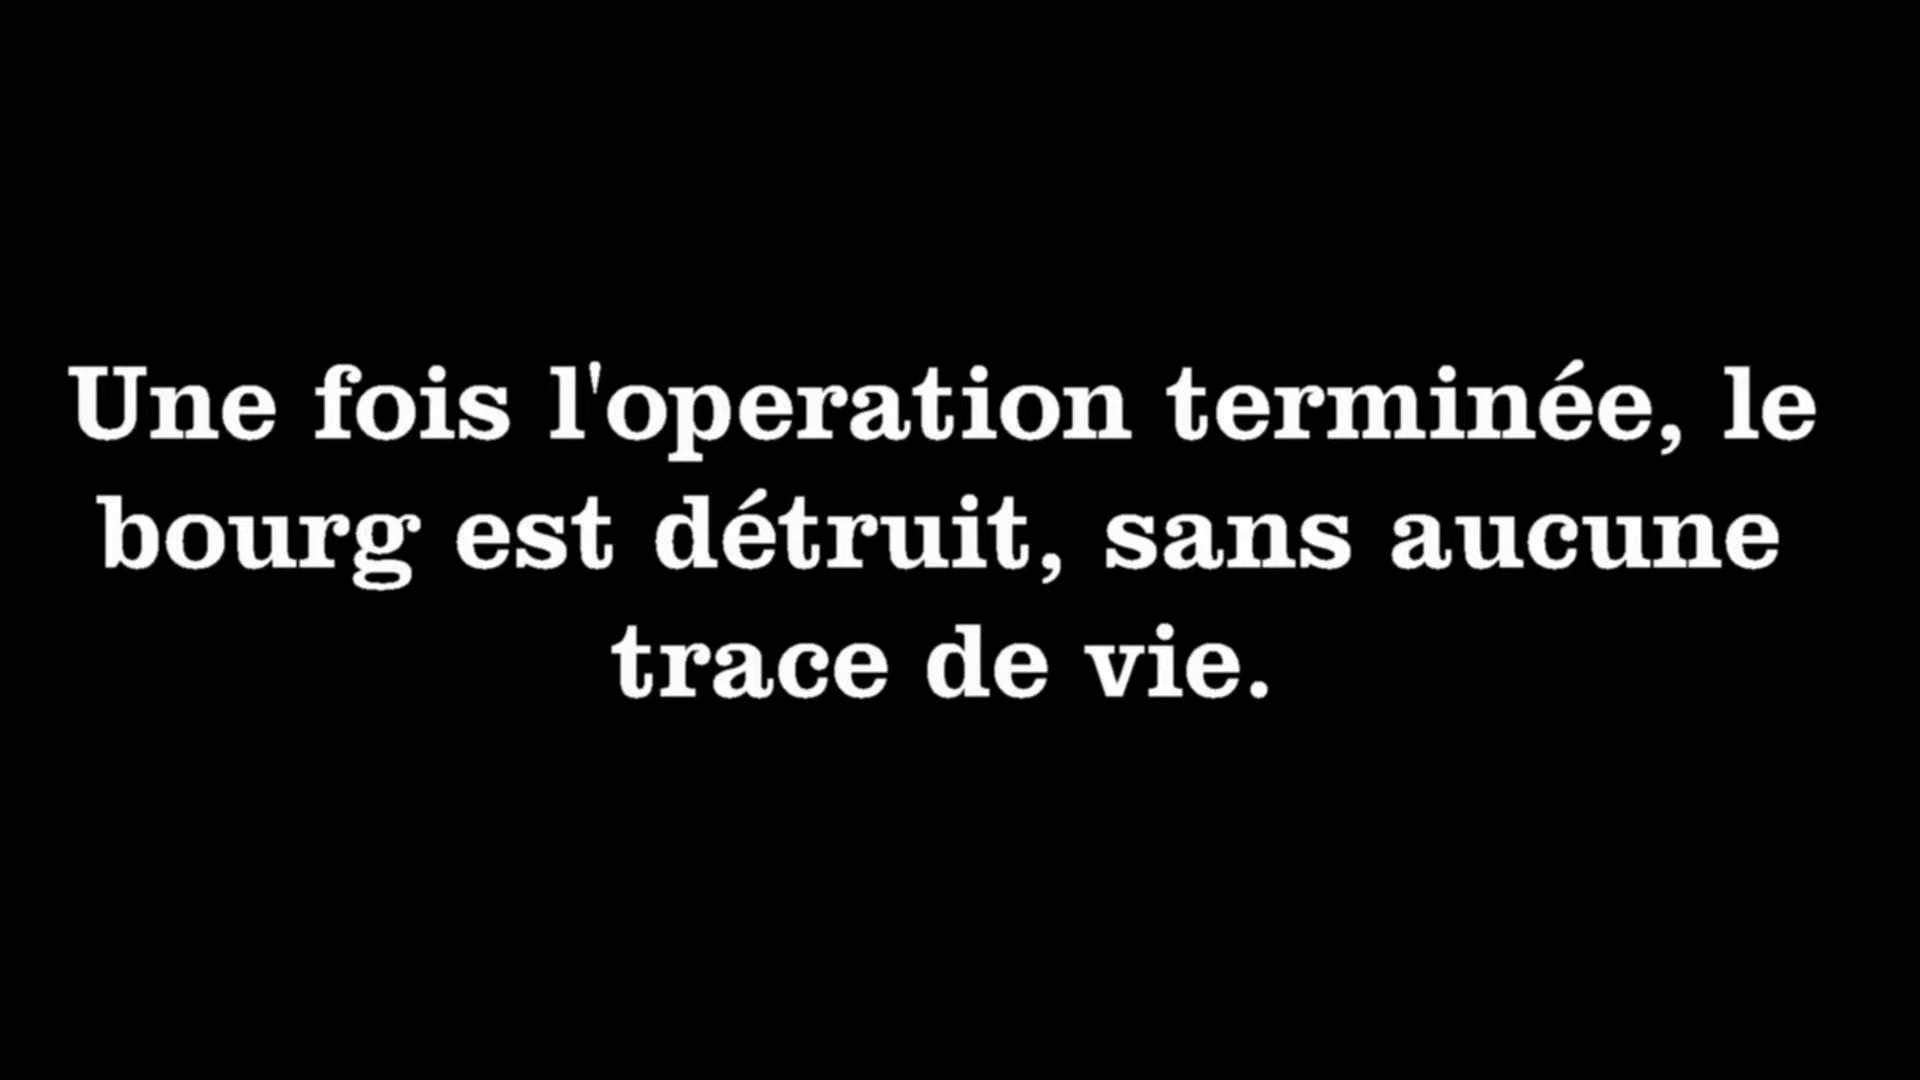 Une fois l'operation terminée, le
bourg est détruit, sans aucune
trace de vie.